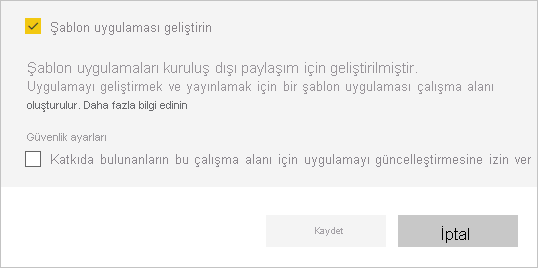 Şablon uygulaması geliştirin
Şablon uygulamaları kuruluş dışı paylaşım için geliştirilmiştir.
Uygulamayı geliştirmek ve yayınlamak için bir şablon uygulaması çalışma alanı
oluşturulur. Daha fazla bilgi edinin
Güvenlik ayarları
Katkıda bulunanların bu çalışma alanı için uygulamayı güncelleştirmesine izin ver
Kaydet
İptal